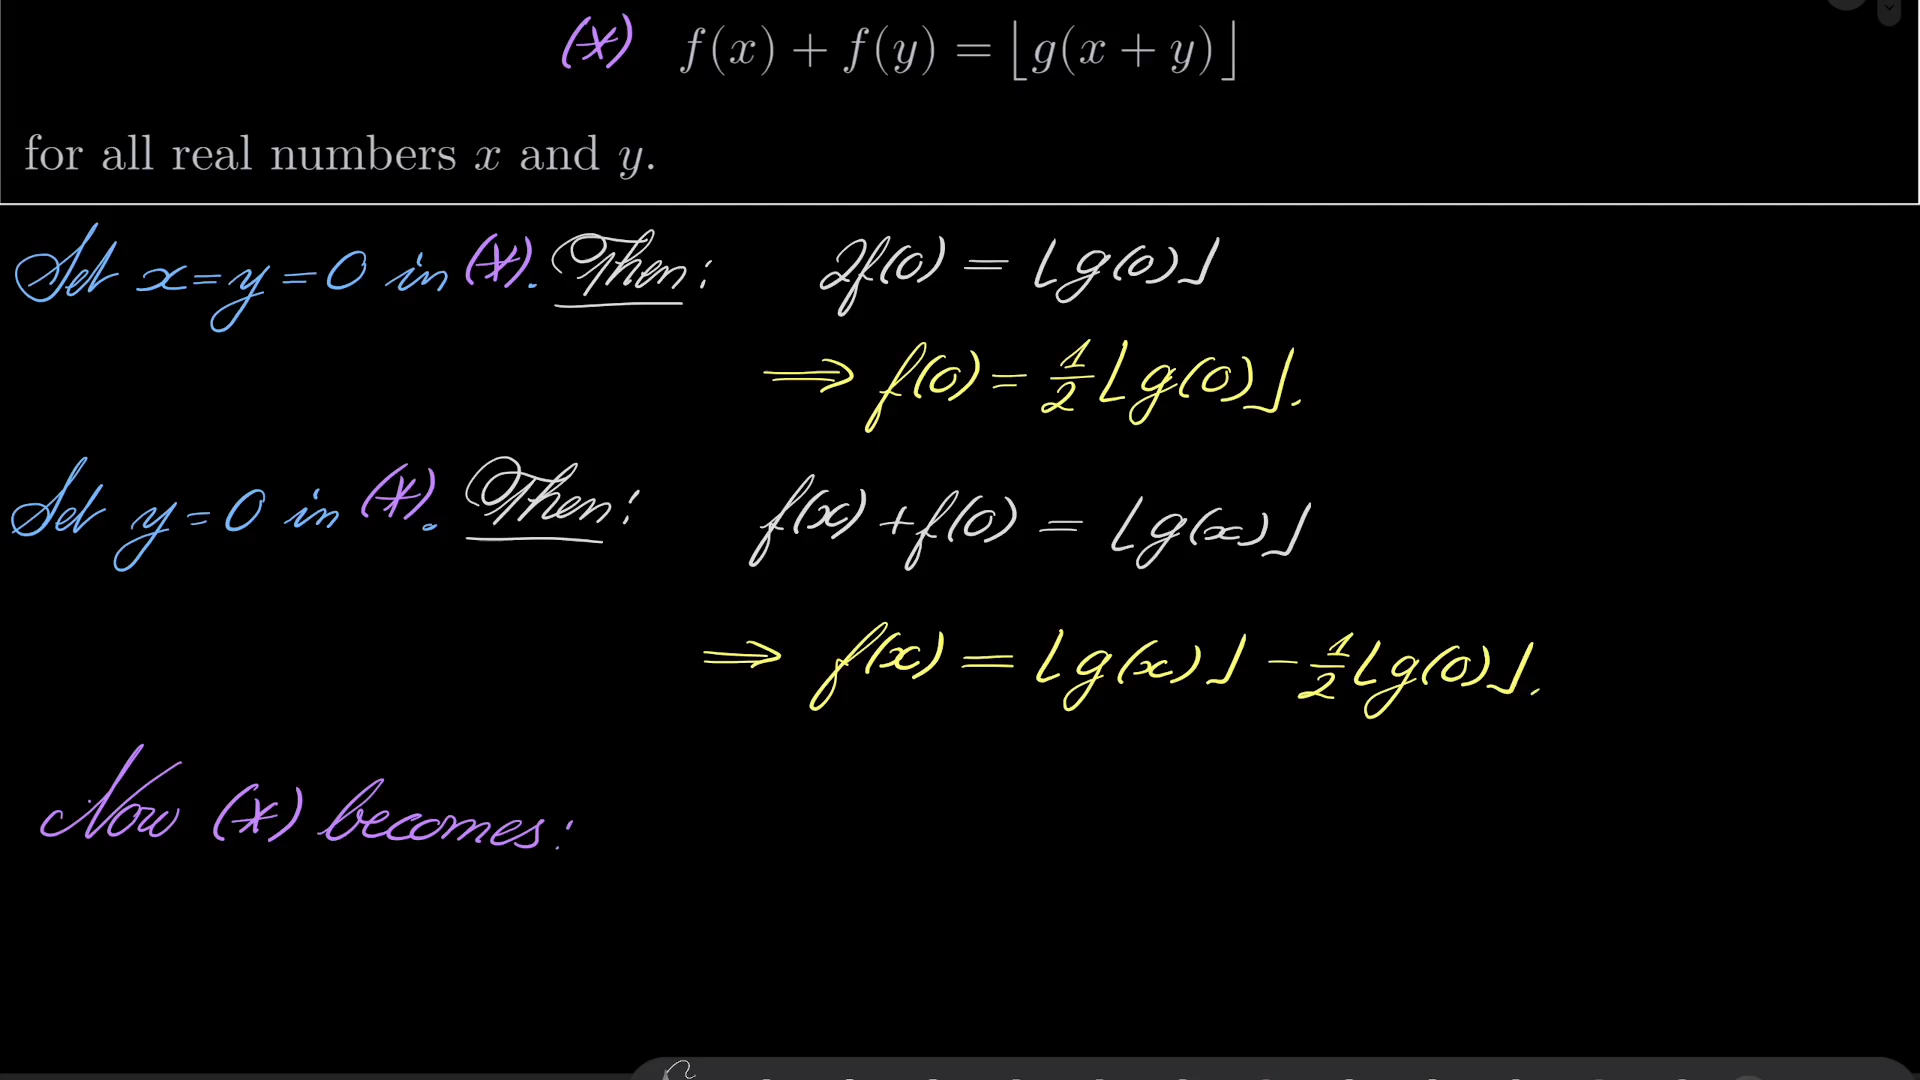 (*) f(x) + f(y) = ⌊g(x + y)⌋
for all real numbers x and y.
Set x=y=0 in (*). Then: 2f(0) = ⌊g(0)⌋
⟹ f(0) = 1/2 ⌊g(0)⌋.
Set y=0 in (*). Then: f(x) + f(0) = ⌊g(x)⌋
⟹ f(x) = ⌊g(x)⌋ - 1/2 ⌊g(0)⌋.
Now (*) becomes: